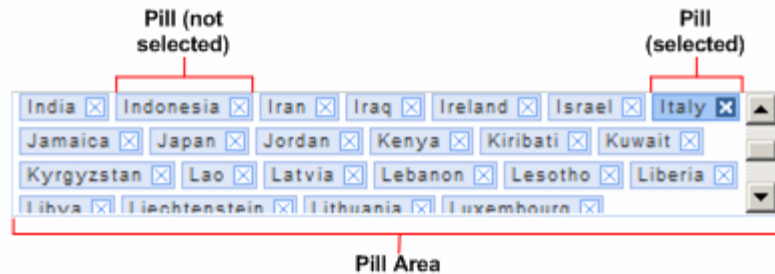 Pill (not
selected)
Pill
(selected)
India Indonesia Iran Iraq Ireland Israel Italy
Jamaica Japan Jordan Kenya Kiribati Kuwait
Kyrgyzstan Lao Latvia Lebanon Lesotho Liberia
Libya Liechtenstein Lithuania Luxembourg
Pill Area